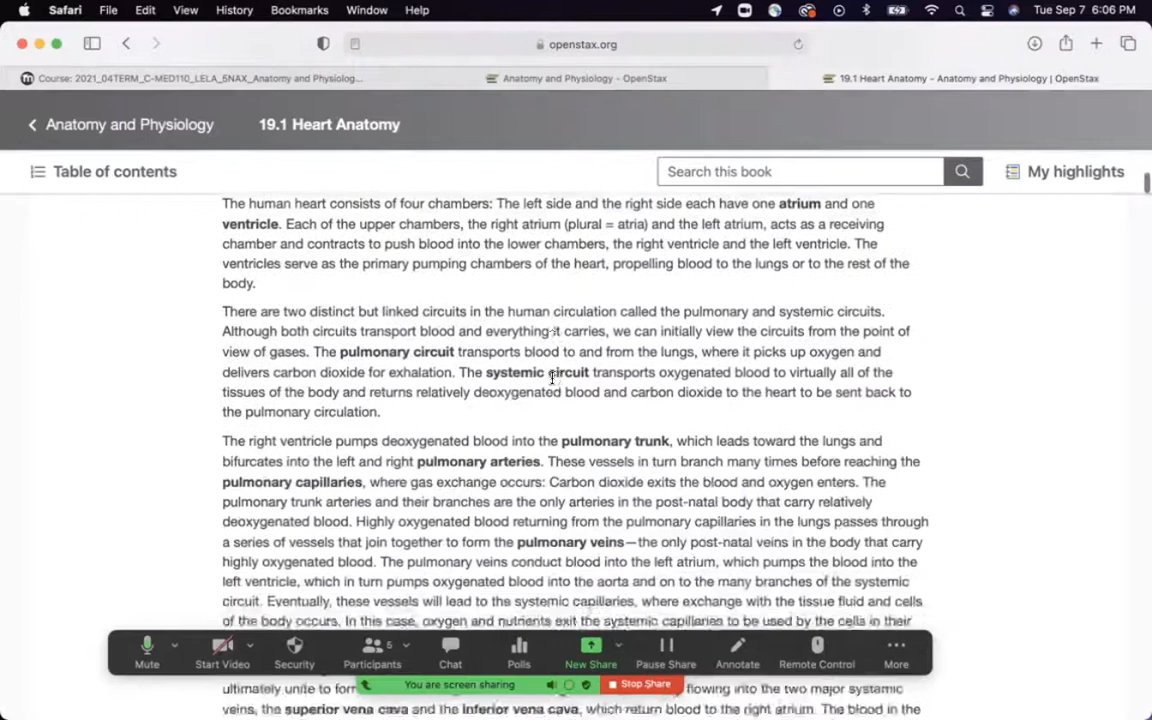 Safari File Edit View History Bookmarks Window Help Tue Sep 7 6:06 PM
openstax.org
Course: 2021_04TERM_C-MED110_LELA_5NAX_Anatomy and Physiolog... Anatomy and Physiology - OpenStax 19.1 Heart Anatomy - Anatomy and Physiology | OpenStax
Anatomy and Physiology 19.1 Heart Anatomy
Table of contents Search this book My highlights
The human heart consists of four chambers: The left side and the right side each have one atrium and one
ventricle. Each of the upper chambers, the right atrium (plural = atria) and the left atrium, acts as a receiving
chamber and contracts to push blood into the lower chambers, the right ventricle and the left ventricle. The
ventricles serve as the primary pumping chambers of the heart, propelling blood to the lungs or to the rest of the
body.
There are two distinct but linked circuits in the human circulation called the pulmonary and systemic circuits.
Although both circuits transport blood and everything it carries, we can initially view the circuits from the point of
view of gases. The pulmonary circuit transports blood to and from the lungs, where it picks up oxygen and
delivers carbon dioxide for exhalation. The systemic circuit transports oxygenated blood to virtually all of the
tissues of the body and returns relatively deoxygenated blood and carbon dioxide to the heart to be sent back to
the pulmonary circulation.
The right ventricle pumps deoxygenated blood into the pulmonary trunk, which leads toward the lungs and
bifurcates into the left and right pulmonary arteries. These vessels in turn branch many times before reaching the
pulmonary capillaries, where gas exchange occurs: Carbon dioxide exits the blood and oxygen enters. The
pulmonary trunk arteries and their branches are the only arteries in the post-natal body that carry relatively
deoxygenated blood. Highly oxygenated blood returning from the pulmonary capillaries in the lungs passes through
a series of vessels that join together to form the pulmonary veins—the only post-natal veins in the body that carry
highly oxygenated blood. The pulmonary veins conduct blood into the left atrium, which pumps the blood into the
left ventricle, which in turn pumps oxygenated blood into the aorta and on to the many branches of the systemic
circuit. Eventually, these vessels will lead to the systemic capillaries, where exchange with the tissue fluid and cells
of the body occurs. In this case, oxygen and nutrients exit the systemic capillaries to be used by the cells in their
5
Mute Start Video Security Participants Chat Polls New Share Pause Share Annotate Remote Control More
You are screen sharing Stop Share
ultimately unite to form flowing into the two major systemic
veins, the superior vena cava and the inferior vena cava, which return blood to the right atrium. The blood in the